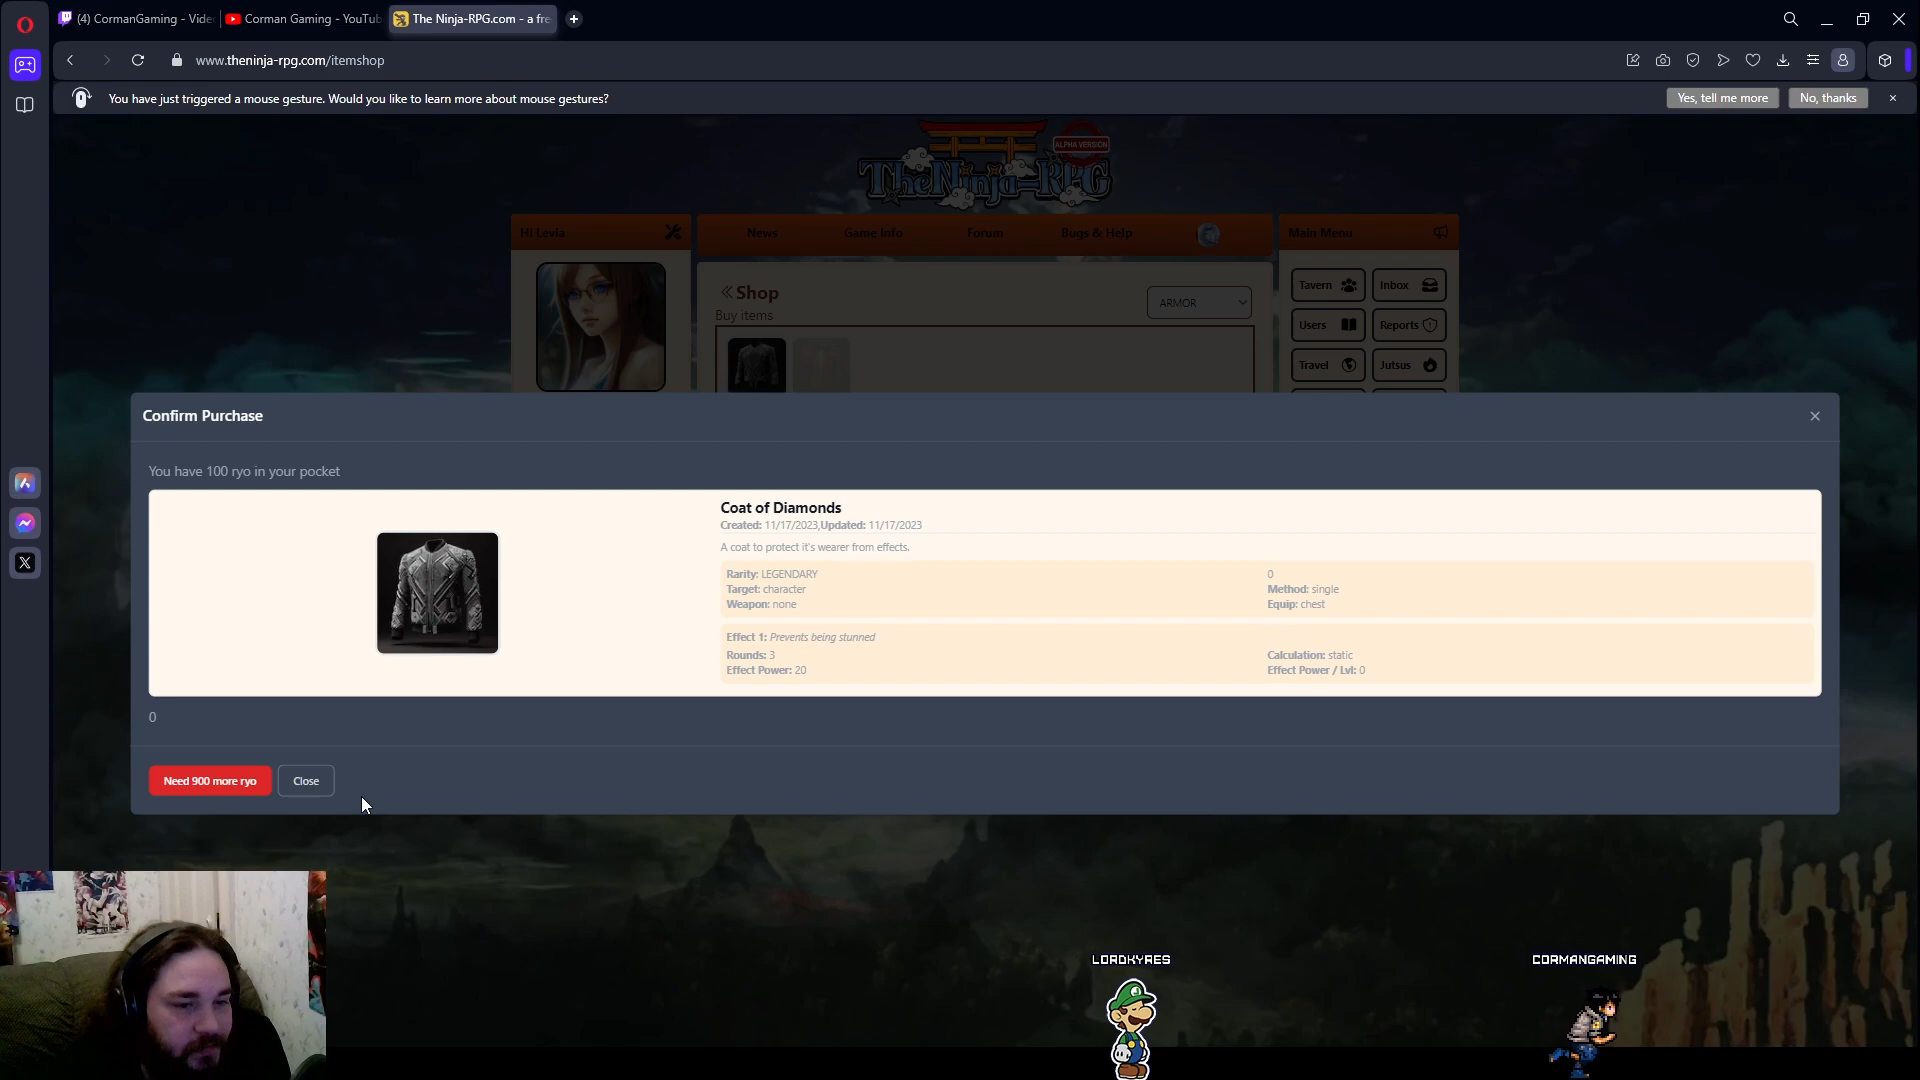 (4) CormanGaming - Vide
Corman Gaming - YouTub
The Ninja-RPG.com - a fre
www.theninja-rpg.com/itemshop
You have just triggered a mouse gesture. Would you like to learn more about mouse gestures?
Yes, tell me more
No, thanks
ALPHA VERSION
TheNinja-RPG
Hi Levia
News
Game Info
Forum
Bugs & Help
Main Menu
Shop
Buy items
ARMOR
Tavern
Inbox
Users
Reports
Travel
Jutsus
Confirm Purchase
You have 100 ryo in your pocket
Coat of Diamonds
Created: 11/17/2023,Updated: 11/17/2023
A coat to protect it's wearer from effects.
Rarity: LEGENDARY
0
Target: character
Method: single
Weapon: none
Equip: chest
Effect 1: Prevents being stunned
Rounds: 3
Calculation: static
Effect Power: 20
Effect Power / Lvl: 0
0
Need 900 more ryo
Close
LORDKYRES
CORMANGAMING